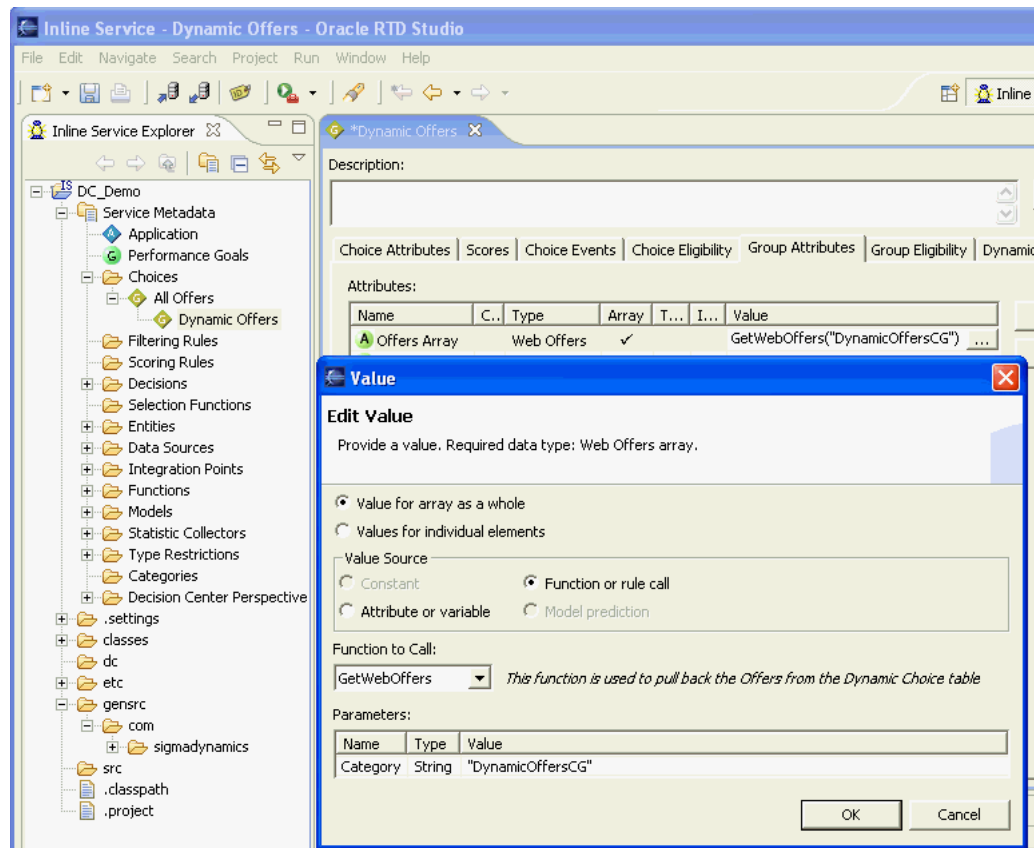 Inline Service - Dynamic Offers - Oracle RTD Studio
File Edit Navigate Search Project Run Window Help
Inline
Inline Service Explorer
*Dynamic Offers
Description:
IS DC_Demo
Service Metadata
Application
Performance Goals
Choices
All Offers
Dynamic Offers
Filtering Rules
Scoring Rules
Decisions
Selection Functions
Entities
Data Sources
Integration Points
Functions
Models
Statistic Collectors
Type Restrictions
Categories
Decision Center Perspective
.settings
classes
dc
etc
gensrc
com
sigmadynamics
src
.classpath
.project
Choice Attributes Scores Choice Events Choice Eligibility Group Attributes Group Eligibility Dynamic
Attributes:
Name C... Type Array T... I... Value
A Offers Array Web Offers ✓ GetWebOffers("DynamicOffersCG") ...
Value
Edit Value
Provide a value. Required data type: Web Offers array.
Value for array as a whole
Values for individual elements
Value Source
Constant Function or rule call
Attribute or variable Model prediction
Function to Call:
GetWebOffers This function is used to pull back the Offers from the Dynamic Choice table
Parameters:
Name Type Value
Category String "DynamicOffersCG"
OK Cancel